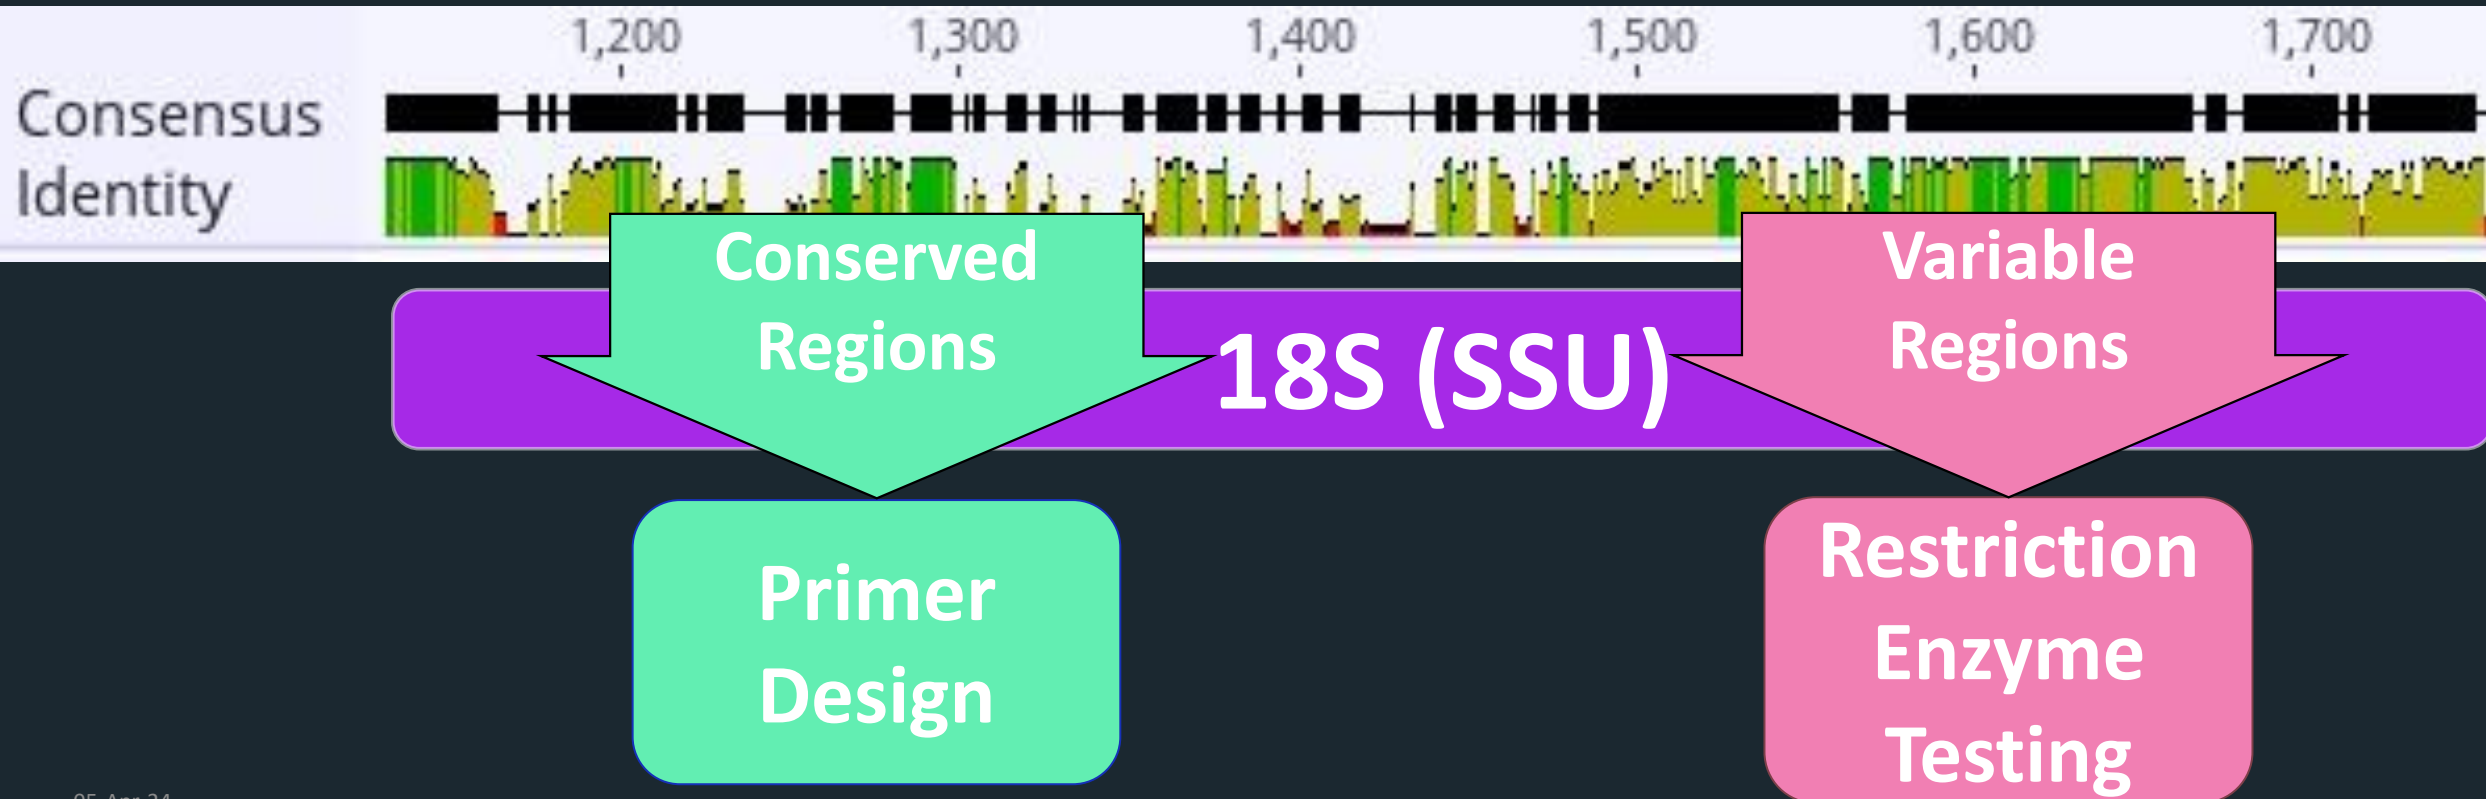 1,200 1,300 1,400 1,500 1,600 1,700
Consensus
Identity
Conserved
Regions
18S (SSU)
Variable
Regions
Primer
Design
Restriction
Enzyme
Testing